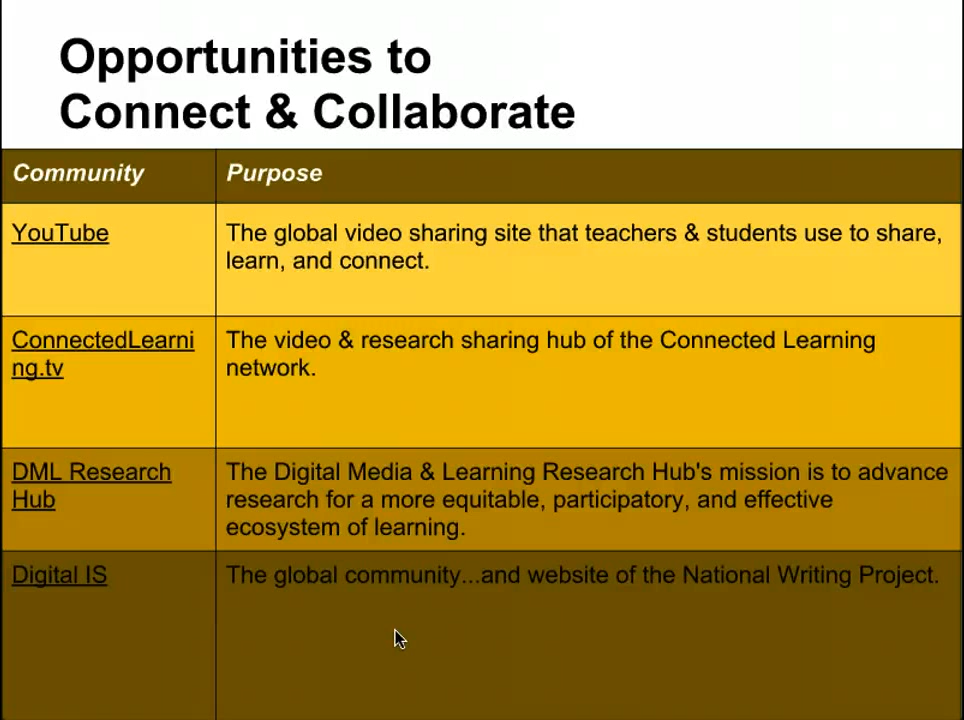 Opportunities to
Connect & Collaborate
Community
Purpose
YouTube
The global video sharing site that teachers & students use to share,
learn, and connect.
ConnectedLearni
ng.tv
The video & research sharing hub of the Connected Learning
network.
DML Research
Hub
The Digital Media & Learning Research Hub's mission is to advance
research for a more equitable, participatory, and effective
ecosystem of learning.
Digital IS
The global community...and website of the National Writing Project.